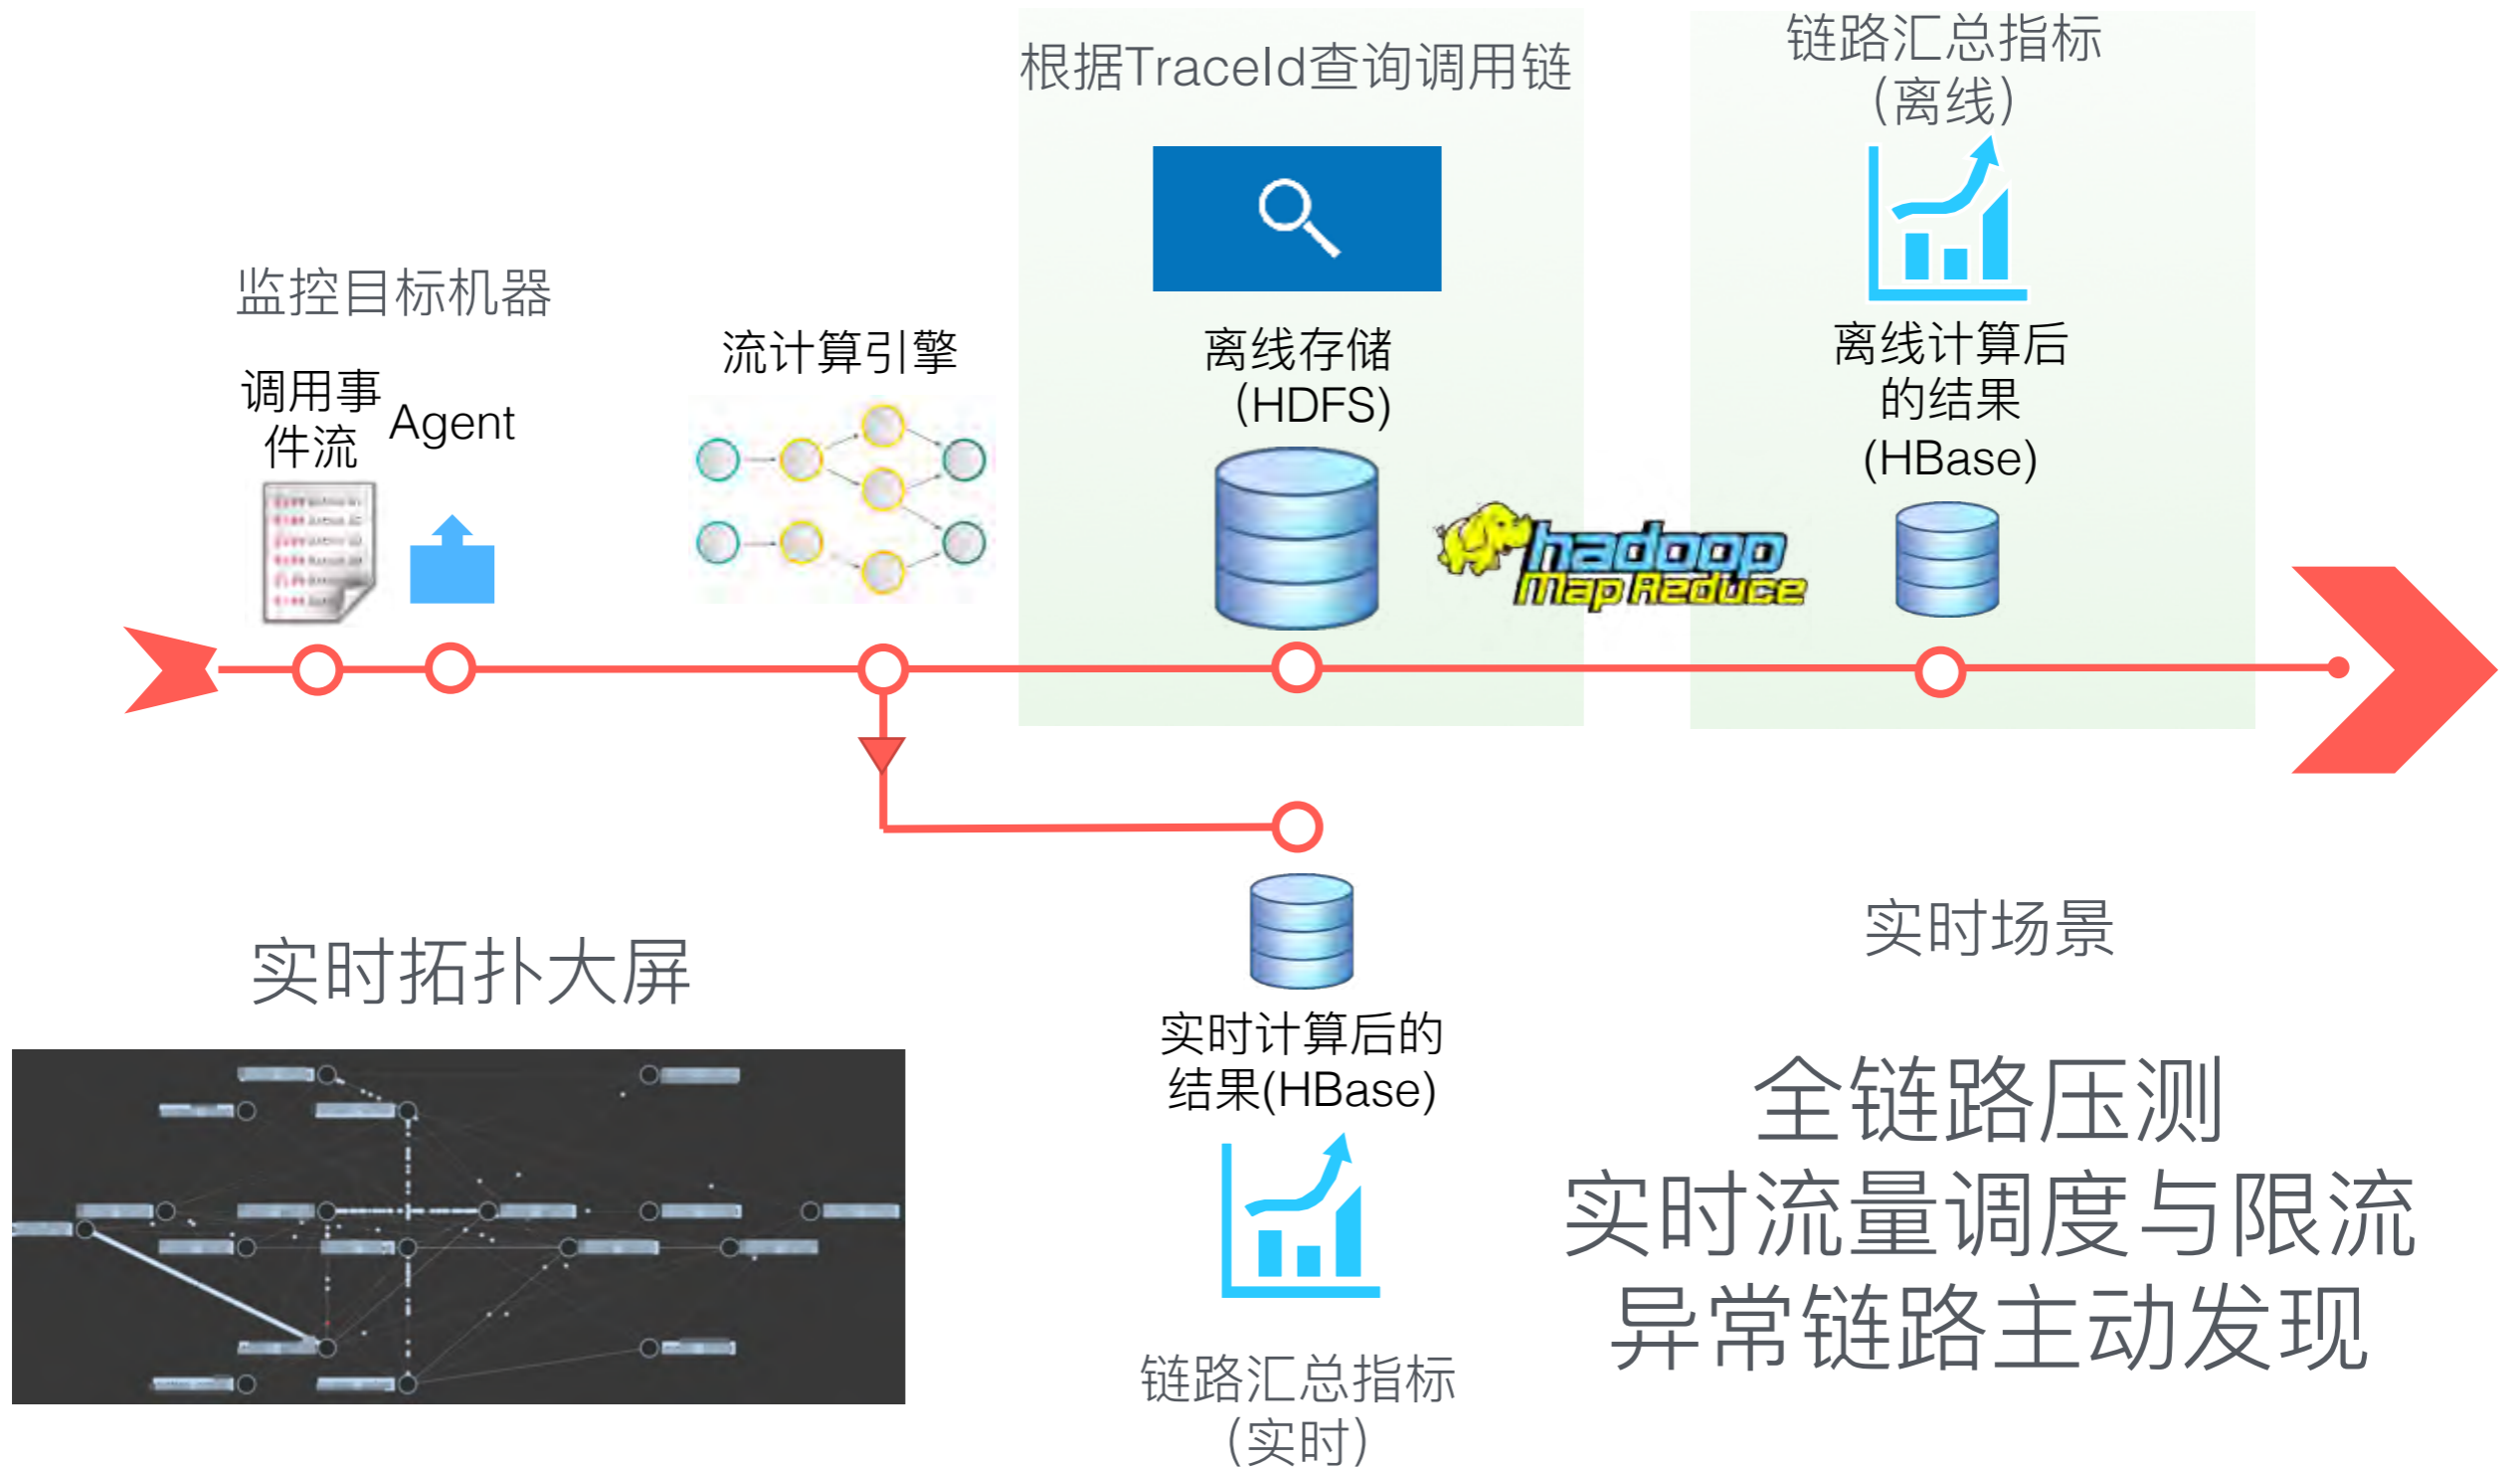 根据TraceId查询调用链
链路汇总指标
（离线）
监控目标机器
调用事
件流
Agent
流计算引擎
离线存储
（HDFS）
离线计算后
的结果
(HBase)
hadoop
Map Reduce
实时拓扑大屏
实时计算后的
结果(HBase)
链路汇总指标
（实时）
实时场景
全链路压测
实时流量调度与限流
异常链路主动发现